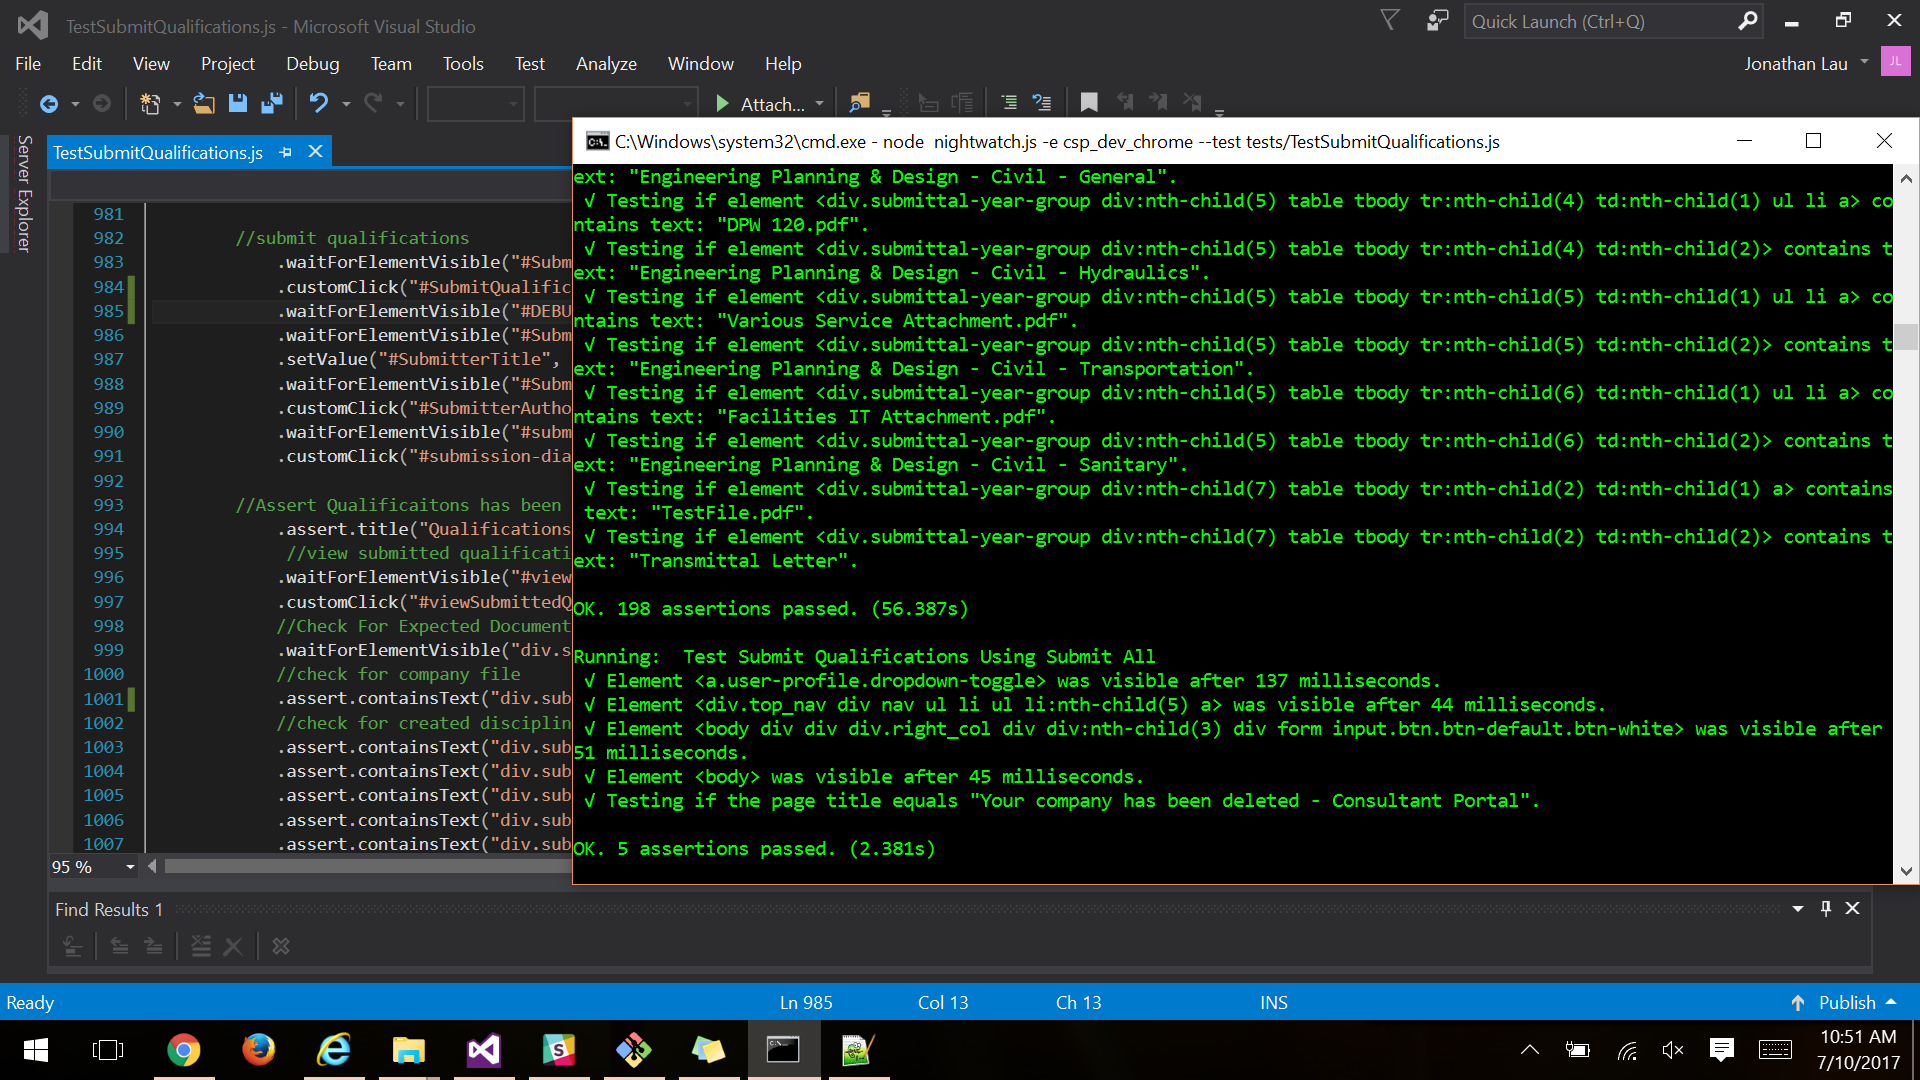 TestSubmitQualifications.js - Microsoft Visual Studio
Quick Launch (Ctrl+Q)
File Edit View Project Debug Team Tools Test Analyze Window Help
Jonathan Lau JL
Attach...
Server Explorer
TestSubmitQualifications.js
981
982 //submit qualifications
983 .waitForElementVisible("#Subm
984 .customClick("#SubmitQualific
985 .waitForElementVisible("#DEBU
986 .waitForElementVisible("#Subm
987 .setValue("#SubmitterTitle",
988 .waitForElementVisible("#Subm
989 .customClick("#SubmitterAutho
990 .waitForElementVisible("#subm
991 .customClick("#submission-dia
992
993 //Assert Qualificaitons has been
994 .assert.title("Qualifications
995 //view submitted qualificati
996 .waitForElementVisible("#view
997 .customClick("#viewSubmittedQ
998 //Check For Expected Document
999 .waitForElementVisible("div.s
1000 //check for company file
1001 .assert.containsText("div.sub
1002 //check for created disciplin
1003 .assert.containsText("div.sub
1004 .assert.containsText("div.sub
1005 .assert.containsText("div.sub
1006 .assert.containsText("div.sub
1007 .assert.containsText("div.sub
95 %
C:\Windows\system32\cmd.exe - node  nightwatch.js -e csp_dev_chrome --test tests/TestSubmitQualifications.js
ext: "Engineering Planning & Design - Civil - General".
√ Testing if element <div.submittal-year-group div:nth-child(5) table tbody tr:nth-child(4) td:nth-child(1) ul li a> co
ntains text: "DPW 120.pdf".
√ Testing if element <div.submittal-year-group div:nth-child(5) table tbody tr:nth-child(4) td:nth-child(2)> contains t
ext: "Engineering Planning & Design - Civil - Hydraulics".
√ Testing if element <div.submittal-year-group div:nth-child(5) table tbody tr:nth-child(5) td:nth-child(1) ul li a> co
ntains text: "Various Service Attachment.pdf".
√ Testing if element <div.submittal-year-group div:nth-child(5) table tbody tr:nth-child(5) td:nth-child(2)> contains t
ext: "Engineering Planning & Design - Civil - Transportation".
√ Testing if element <div.submittal-year-group div:nth-child(5) table tbody tr:nth-child(6) td:nth-child(1) ul li a> co
ntains text: "Facilities IT Attachment.pdf".
√ Testing if element <div.submittal-year-group div:nth-child(5) table tbody tr:nth-child(6) td:nth-child(2)> contains t
ext: "Engineering Planning & Design - Civil - Sanitary".
√ Testing if element <div.submittal-year-group div:nth-child(7) table tbody tr:nth-child(2) td:nth-child(1) a> contains
text: "TestFile.pdf".
√ Testing if element <div.submittal-year-group div:nth-child(7) table tbody tr:nth-child(2) td:nth-child(2)> contains t
ext: "Transmittal Letter".
OK. 198 assertions passed. (56.387s)
Running:  Test Submit Qualifications Using Submit All
√ Element <a.user-profile.dropdown-toggle> was visible after 137 milliseconds.
√ Element <div.top_nav div nav ul li ul li:nth-child(5) a> was visible after 44 milliseconds.
√ Element <body div div div.right_col div div:nth-child(3) div form input.btn.btn-default.btn-white> was visible after
51 milliseconds.
√ Element <body> was visible after 45 milliseconds.
√ Testing if the page title equals "Your company has been deleted - Consultant Portal".
OK. 5 assertions passed. (2.381s)
Find Results 1
Ready Ln 985 Col 13 Ch 13 INS Publish
10:51 AM
7/10/2017